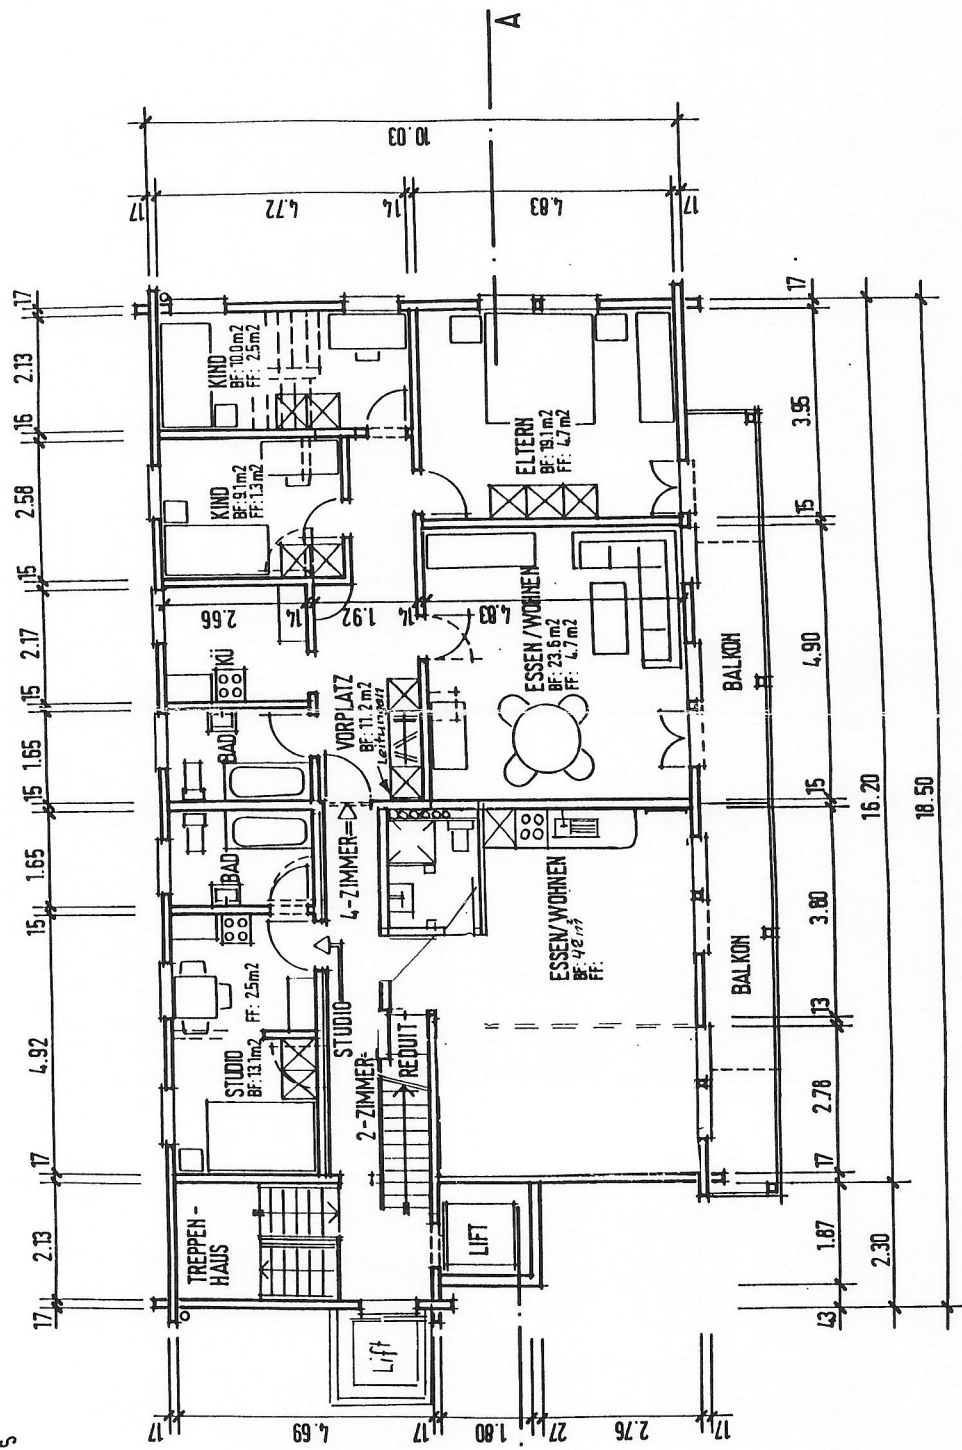 A
10.03
17
4.72
14
4.83
17
17
2.13
16
2.58
15
2.17
15
1.65
15
1.65
15
4.92
17
2.13
17
KIND
BF: 10.0m2
FF: 2.5m2
KIND
BF: 9.1m2
FF: 1.3m2
ELTERN
BF: 19.1m2
FF: 4.7m2
2.66
14
1.92
14
4.83
KÜ
BAD
VORPLATZ
BF: 11.2 m2
Leitungen
ESSEN/WOHNEN
BF: 23.6m2
FF: 4.7m2
BALKON
4-ZIMMER
BAD
STUDIO
BF: 13.1m2
FF: 2.5m2
STUDIO
2-ZIMMER-
REDUIT
ESSEN/WOHNEN
BF: 42 m²
FF:
BALKON
TREPPEN-
HAUS
LIFT
Lift
17
3.95
15
4.90
15
3.80
13
2.78
17
1.87
43
16.20
2.30
18.50
17
4.69
17
1.80
27
2.76
17
s